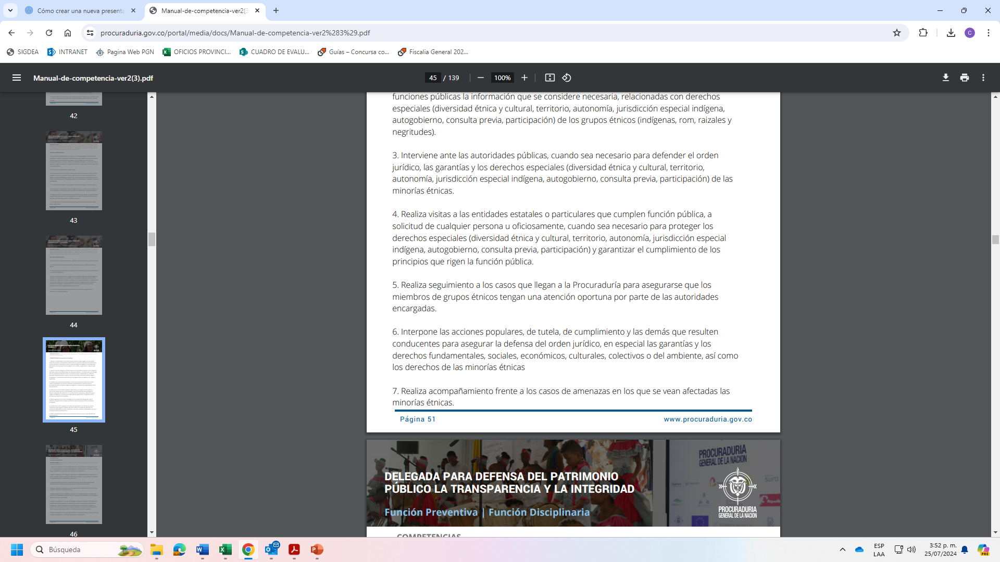 Cómo crear una nueva presenta
Manual-de-competencia-ver2(3)
procuraduria.gov.co/portal/media/docs/Manual-de-competencia-ver2%283%29.pdf
C
SIGDEA
INTRANET
Pagina Web PGN
OFICIOS PROVINCI...
CUADRO DE EVALU...
Guías – Concursa co...
Fiscalia General 202...
Manual-de-competencia-ver2(3).pdf
45 / 139
100%
42
43
44
45
46
funciones públicas la información que se considere necesaria, relacionadas con derechos
especiales (diversidad étnica y cultural, territorio, autonomía, jurisdicción especial indígena,
autogobierno, consulta previa, participación) de los grupos étnicos (indígenas, rom, raizales y
negritudes).
3. Interviene ante las autoridades públicas, cuando sea necesario para defender el orden
jurídico, las garantías y los derechos especiales (diversidad étnica y cultural, territorio,
autonomía, jurisdicción especial indígena, autogobierno, consulta previa, participación) de las
minorías étnicas.
4. Realiza visitas a las entidades estatales o particulares que cumplen función pública, a
solicitud de cualquier persona u oficiosamente, cuando sea necesario para proteger los
derechos especiales (diversidad étnica y cultural, territorio, autonomía, jurisdicción especial
indígena, autogobierno, consulta previa, participación) y garantizar el cumplimiento de los
principios que rigen la función pública.
5. Realiza seguimiento a los casos que llegan a la Procuraduría para asegurarse que los
miembros de grupos étnicos tengan una atención oportuna por parte de las autoridades
encargadas.
6. Interpone las acciones populares, de tutela, de cumplimiento y las demás que resulten
conducentes para asegurar la defensa del orden jurídico, en especial las garantías y los
derechos fundamentales, sociales, económicos, culturales, colectivos o del ambiente, así como
los derechos de las minorías étnicas
7. Realiza acompañamiento frente a los casos de amenazas en los que se vean afectadas las
minorías étnicas.
Página 51
www.procuraduria.gov.co
DELEGADA PARA DEFENSA DEL PATRIMONIO
PÚBLICO LA TRANSPARENCIA Y LA INTEGRIDAD
Función Preventiva | Función Disciplinaria
PROCURADURIA
GENERAL DE LA NACIÓN
sura
PROCURADURIA
GENERAL DE LA NACION
COMPETENCIAS
Búsqueda
ESP
LAA
3:52 p. m.
25/07/2024
PRE